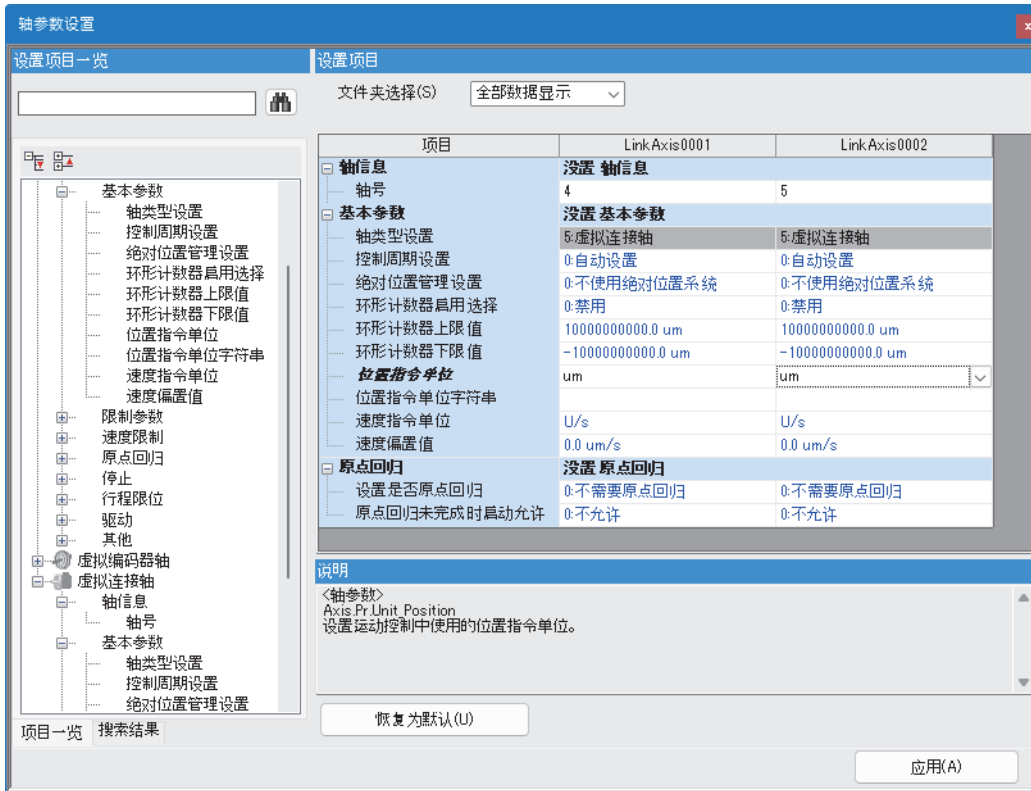 轴参数设置
x
设置项目一览
基本参数
轴类型设置
控制周期设置
绝对位置管理设置
环形计数器启用选择
环形计数器上限值
环形计数器下限值
位置指令单位
位置指令单位字符串
速度指令单位
速度偏置值
限制参数
速度限制
原点回归
停止
行程限位
驱动
其他
虚拟编码器轴
虚拟连接轴
轴信息
轴号
基本参数
轴类型设置
控制周期设置
绝对位置管理设置
项目一览 搜索结果
设置项目
文件夹选择(S) 全部数据显示
项目 LinkAxis0001 LinkAxis0002
轴信息 设置 轴信息
轴号 4 5
基本参数 设置 基本参数
轴类型设置 5:虚拟连接轴 5:虚拟连接轴
控制周期设置 0:自动设置 0:自动设置
绝对位置管理设置 0:不使用绝对位置系统 0:不使用绝对位置系统
环形计数器启用选择 0:禁用 0:禁用
环形计数器上限值 10000000000.0 um 10000000000.0 um
环形计数器下限值 -10000000000.0 um -10000000000.0 um
位置指令单位 um um
位置指令单位字符串
速度指令单位 U/s U/s
速度偏置值 0.0 um/s 0.0 um/s
原点回归 设置 原点回归
设置是否原点回归 0:不需要原点回归 0:不需要原点回归
原点回归未完成时启动允许 0:不允许 0:不允许
说明
<轴参数>
Axis.Pr.Unit_Position
设置运动控制中使用的位置指令单位。
恢复为默认(U)
应用(A)